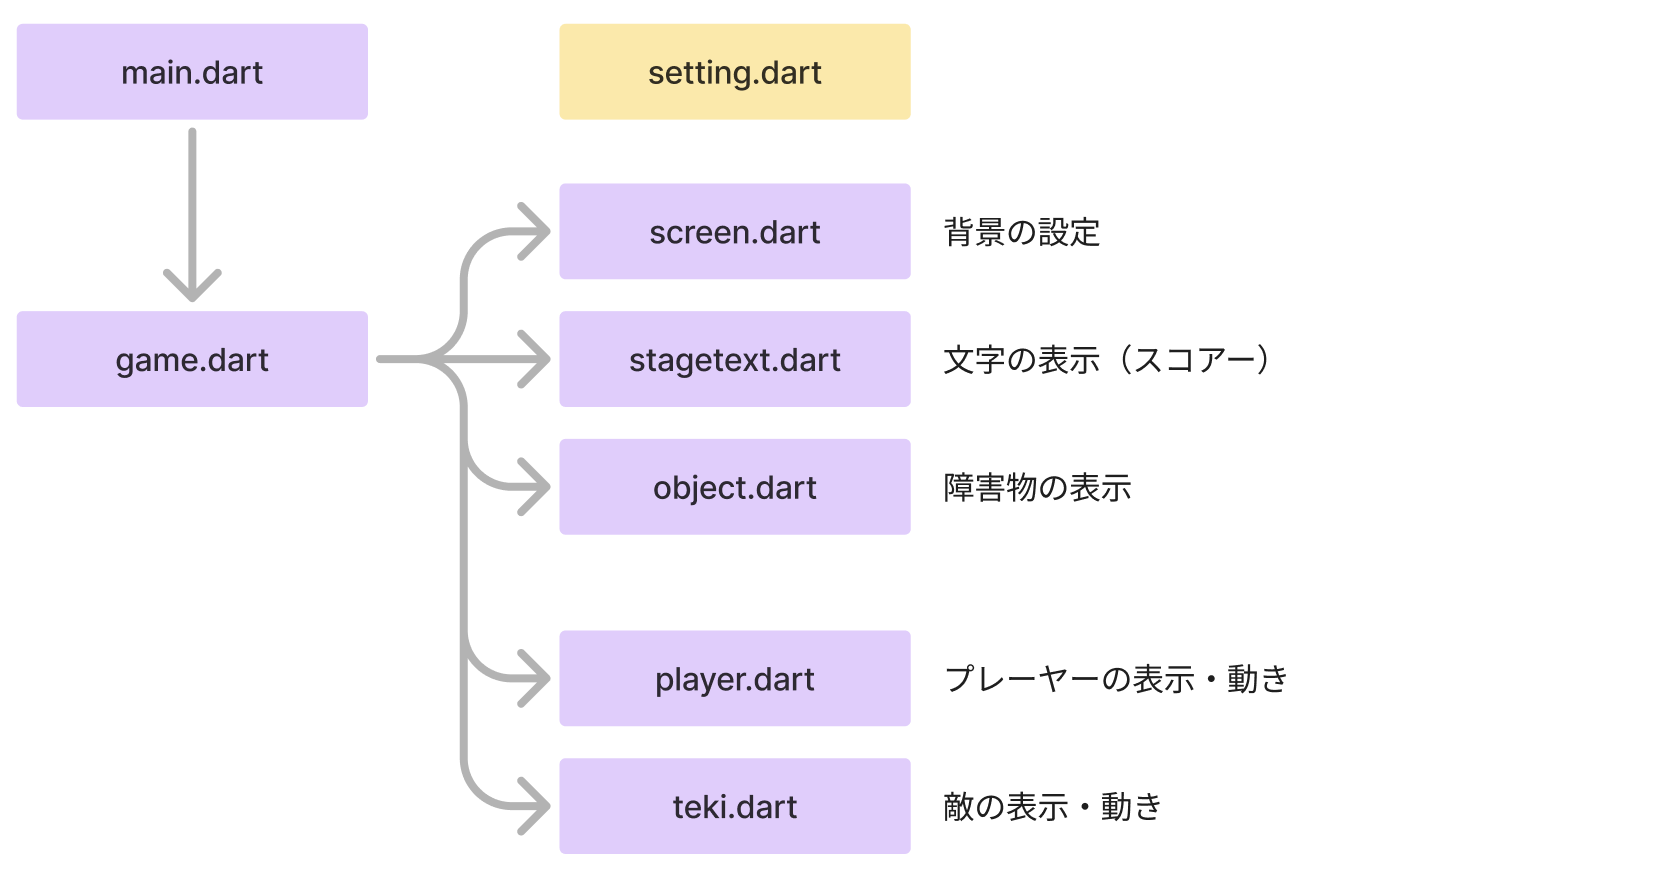 main.dart
setting.dart
screen.dart
背景の設定
game.dart
stagetext.dart
文字の表示（スコアー）
object.dart
障害物の表示
player.dart
プレーヤーの表示・動き
teki.dart
敵の表示・動き